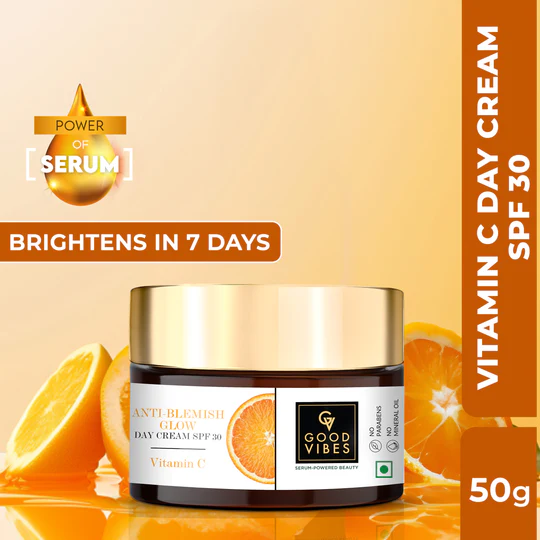 POWER
OF
[SERUM]
BRIGHTENS IN 7 DAYS
ANTI-BLEMISH
GLOW
DAY CREAM SPF 30
Vitamin C
GV
GOOD
VIBES
SERUM-POWERED BEAUTY
NO
PARABENS
NO
MINERAL OIL
VITAMIN C DAY CREAM
SPF 30
50g